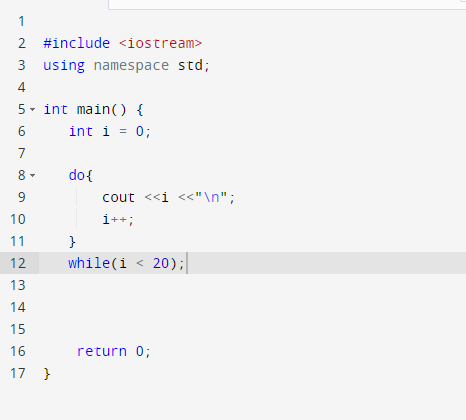 1
2 #include <iostream>
3 using namespace std;
4
5 int main() {
6 int i = 0;
7
8 do{
9 cout <<i <<"\n";
10 i++;
11 }
12 while(i < 20);
13
14
15
16 return 0;
17 }